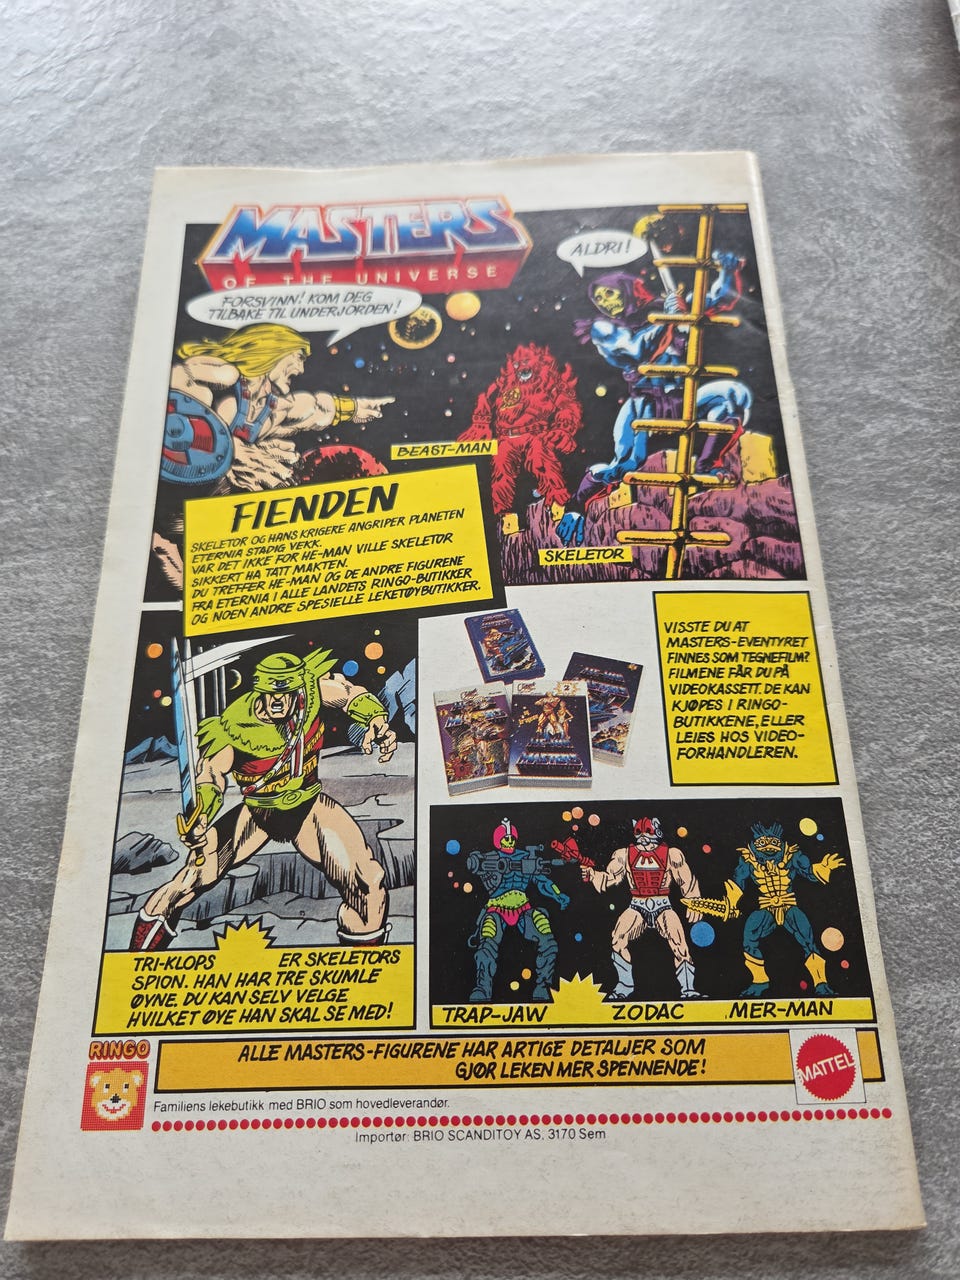 MASTERS
OF THE UNIVERSE
FORSVINN! KOM DEG
TILBAKE TIL UNDERJORDEN!
ALDRI!
BEAST-MAN
SKELETOR
FIENDEN
SKELETOR OG HANS KRIGERE ANGRIPER PLANETEN
ETERNIA STADIG VEKK.
VAR DET IKKE FOR HE-MAN VILLE SKELETOR
SIKKERT HA TATT MAKTEN.
DU TREFFER HE-MAN OG DE ANDRE FIGURENE
FRA ETERNIA I ALLE LANDETS RINGO-BUTIKKER
OG NOEN ANDRE SPESIELLE LEKETØYBUTIKKER.
VISSTE DU AT
MASTERS-EVENTYRET
FINNES SOM TEGNEFILM?
FILMENE FÅR DU PÅ
VIDEOKASSETT. DE KAN
KJØPES I RINGO-
BUTIKKENE, ELLER
LEIES HOS VIDEO-
FORHANDLEREN.
MASTERS
TRI-KLOPS ER SKELETORS
SPION. HAN HAR TRE SKUMLE
ØYNE. DU KAN SELV VELGE
HVILKET ØYE HAN SKAL SE MED!
TRAP-JAW ZODAC MER-MAN
RINGO
ALLE MASTERS-FIGURENE HAR ARTIGE DETALJER SOM
GJØR LEKEN MER SPENNENDE!
MATTEL
Familiens lekebutikk med BRIO som hovedleverandør.
Importør: BRIO SCANDITOY AS. 3170 Sem